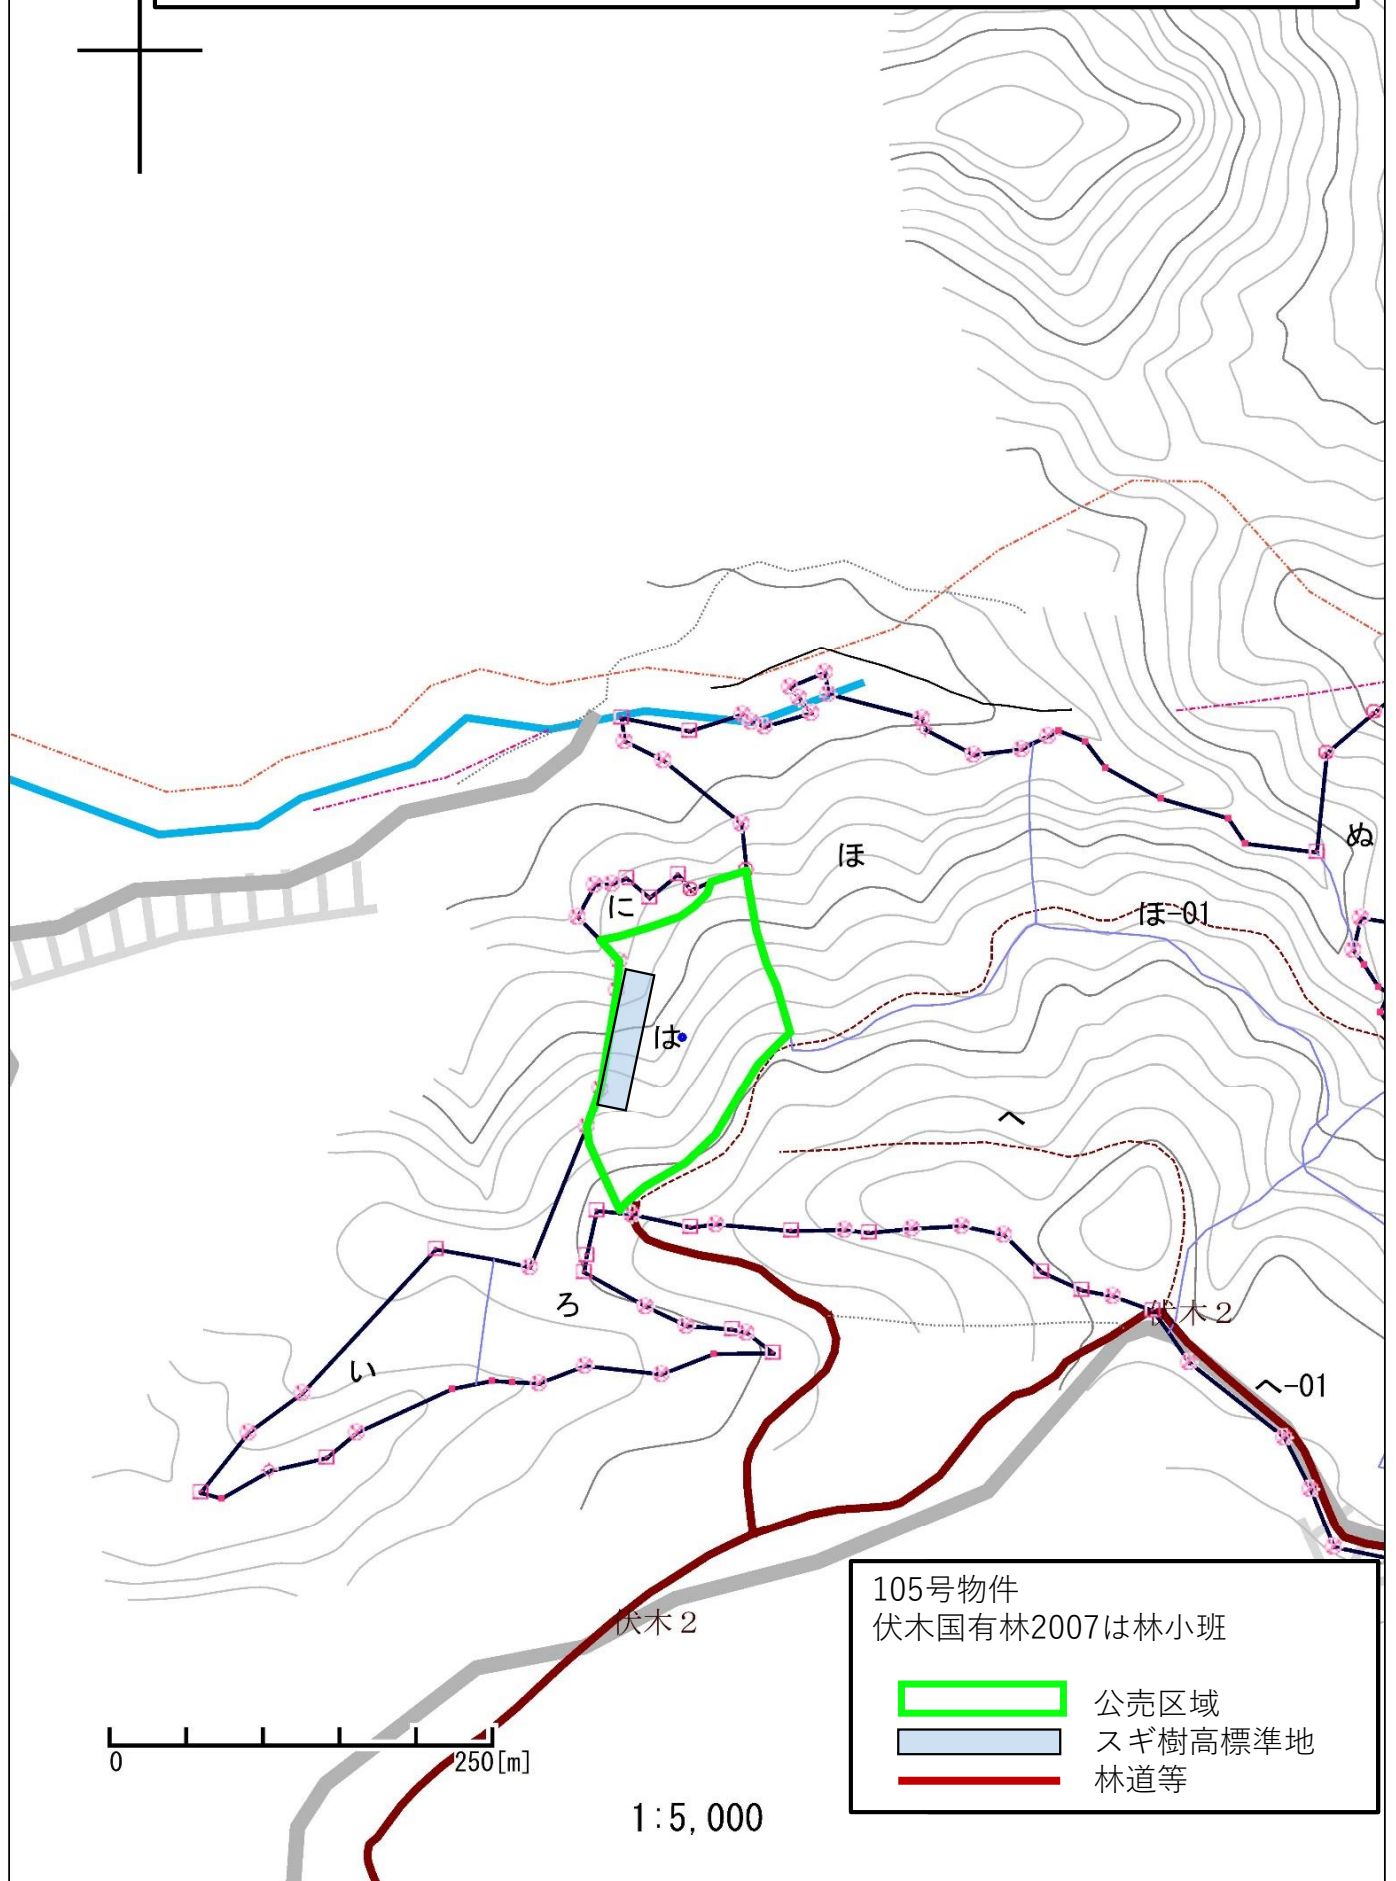 ぬ
ほ
ほ-01
に
は
へ
伏木２
ろ
い
へ-01
伏木２
0
250[m]
1:5,000
105号物件
伏木国有林2007は林小班
公売区域
スギ樹高標準地
林道等